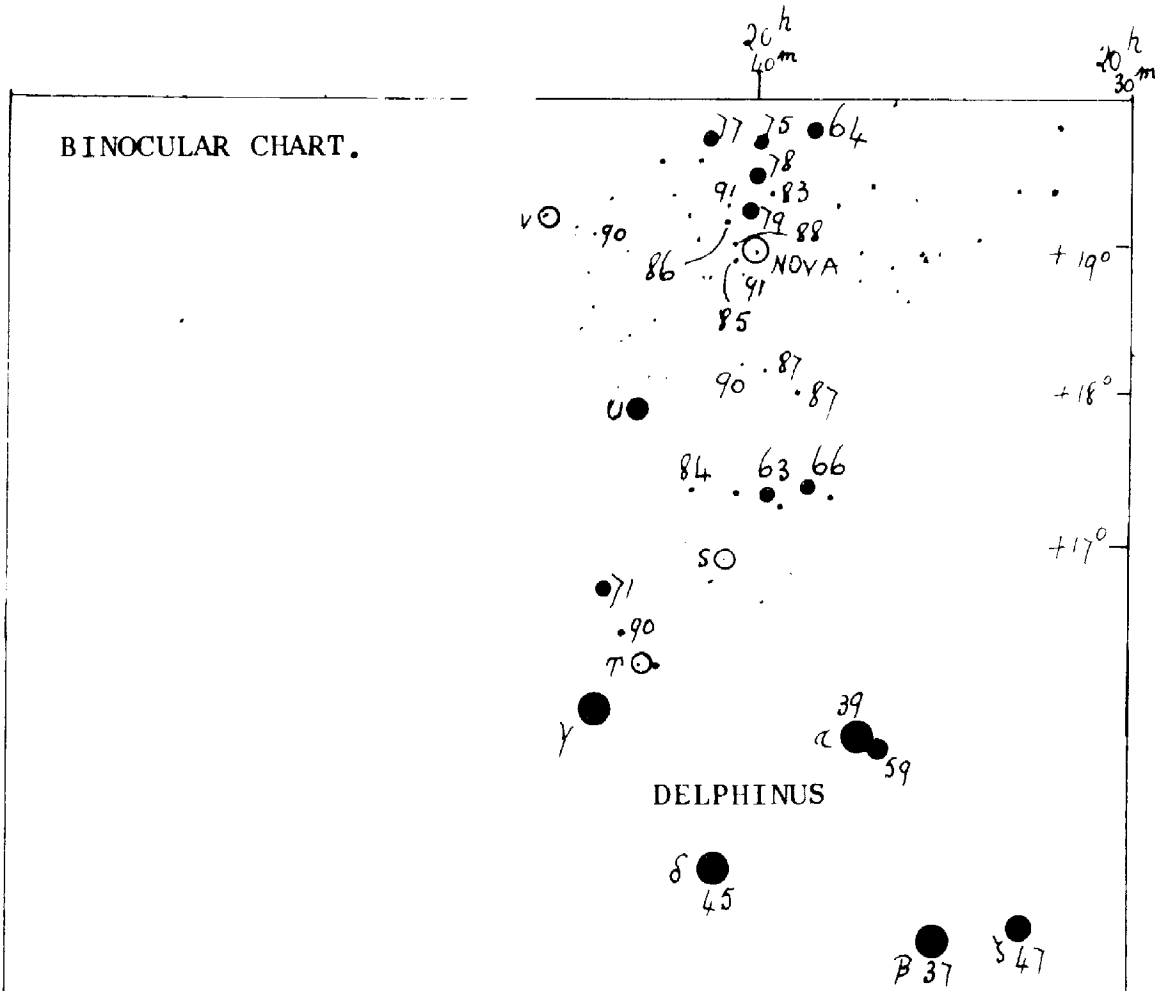 20h 40m
20h 30m
BINOCULAR CHART.
77 75 64
78
91 83
V 90 79
88
86 NOVA +19°
91
85
90 87
87 +18°
U
84 63 66
S +17°
71
90
T
γ 39
α 59
DELPHINUS
δ
45
β 37 ζ 47